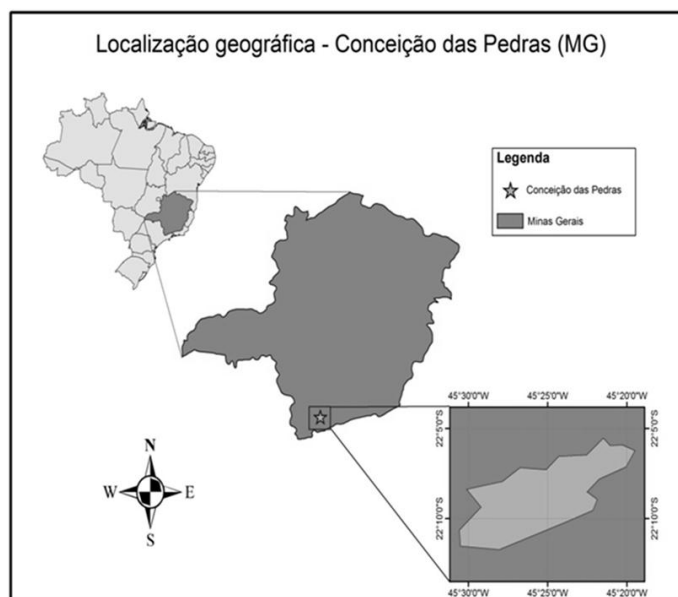 Localização geográfica - Conceição das Pedras (MG)
Legenda
Conceição das Pedras
Minas Gerais
N
W E
S
45°30'0"W 45°25'0"W 45°20'0"W
22°5'0"S
22°10'0"S
22°5'0"S
22°10'0"S
45°30'0"W 45°25'0"W 45°20'0"W